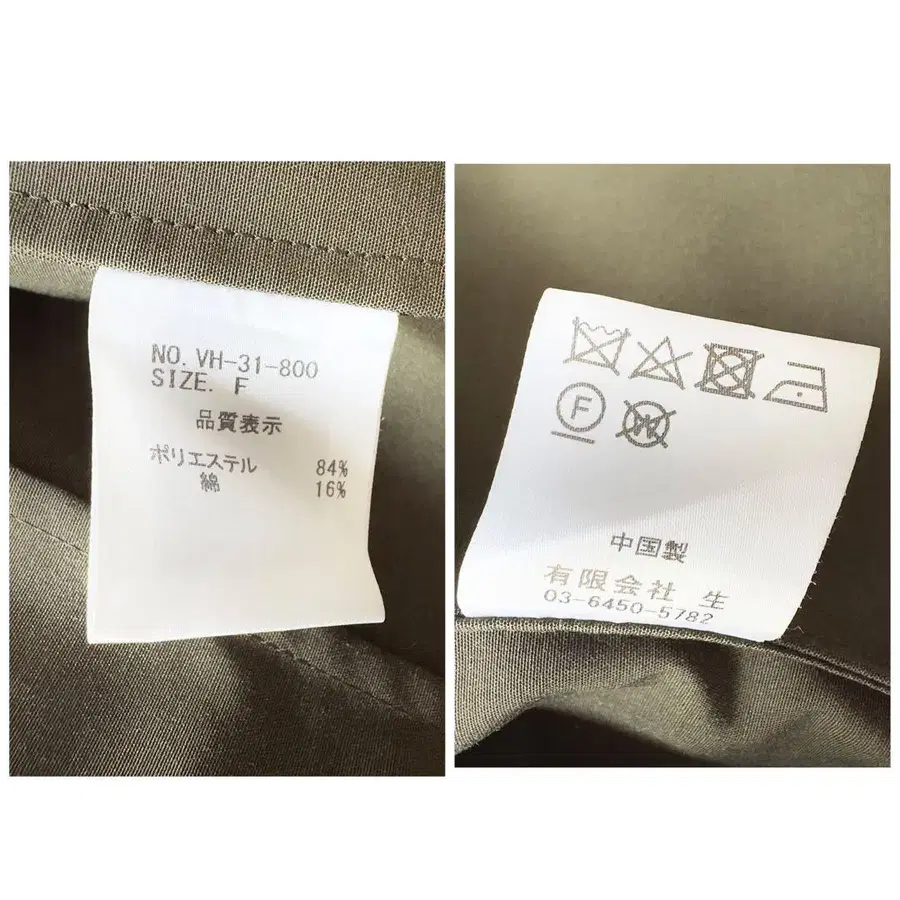 NO. VH-31-800
SIZE. F
品質表示
ポリエステル 84%
綿 16%
F
W
中国製
有限会社 生
03-6450-5782